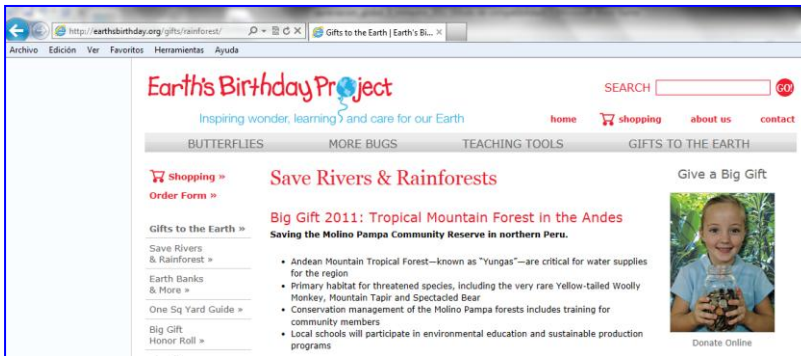 http://earthsbirthday.org/gifts/rainforest/
Gifts to the Earth | Earth's Bi...
Archivo Edición Ver Favoritos Herramientas Ayuda
Earth's Birthday Project
SEARCH GO!
Inspiring wonder, learning and care for our Earth
home shopping about us contact
BUTTERFLIES MORE BUGS TEACHING TOOLS GIFTS TO THE EARTH
Shopping »
Order Form »
Gifts to the Earth »
Save Rivers
& Rainforest »
Earth Banks
& More »
One Sq Yard Guide »
Big Gift
Honor Roll »
Save Rivers & Rainforests
Big Gift 2011: Tropical Mountain Forest in the Andes
Saving the Molino Pampa Community Reserve in northern Peru.
• Andean Mountain Tropical Forest—known as "Yungas"—are critical for water supplies
for the region
• Primary habitat for threatened species, including the very rare Yellow-tailed Woolly
Monkey, Mountain Tapir and Spectacled Bear
• Conservation management of the Molino Pampa forests includes training for
community members
• Local schools will participate in environmental education and sustainable production
programs
Give a Big Gift
Donate Online